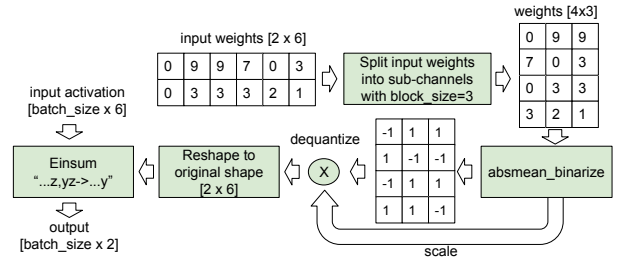 weights [4x3]
input weights [2 x 6]
0 9 9 7 0 3
0 3 3 3 2 1
Split input weights
into sub-channels
with block_size=3
0 9 9
7 0 3
0 3 3
3 2 1
input activation
[batch_size x 6]
Einsum
“...z,yz->...y”
output
[batch_size x 2]
Reshape to
original shape
[2 x 6]
dequantize
X
-1 1 1
1 -1 -1
-1 1 1
1 1 -1
absmean_binarize
scale